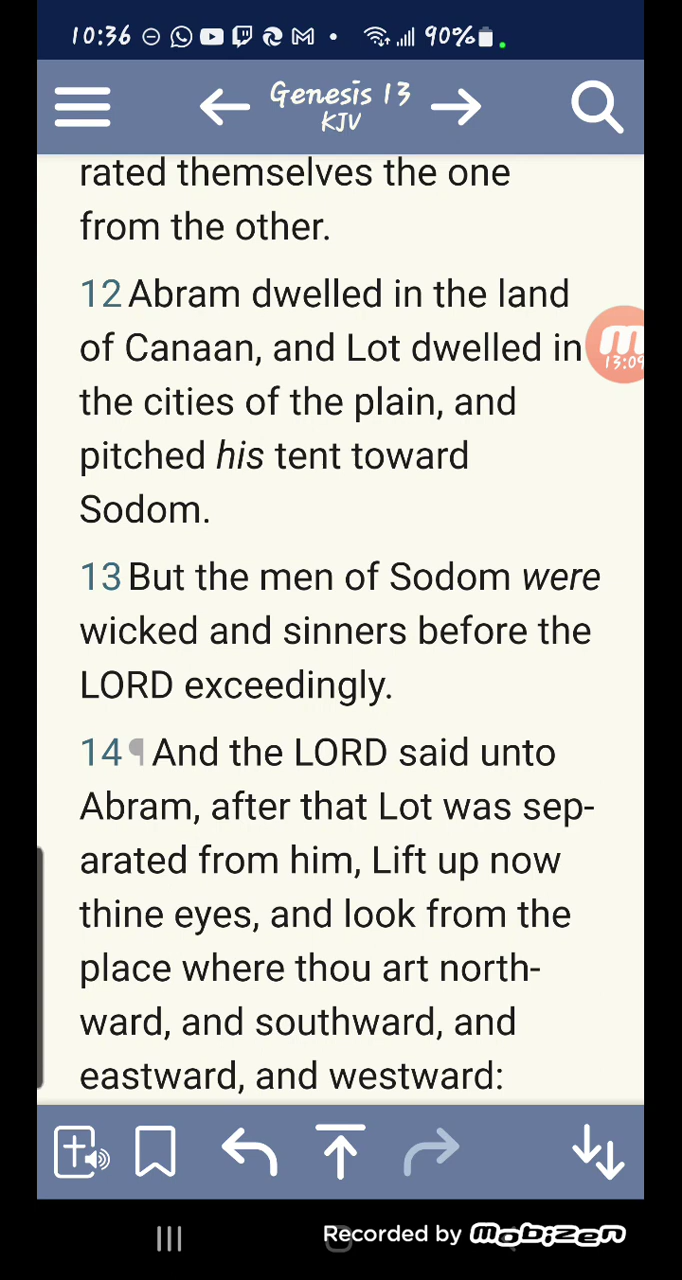 10:36 90%
Genesis 13
KJV
rated themselves the one
from the other.
12 Abram dwelled in the land
of Canaan, and Lot dwelled in
the cities of the plain, and
pitched his tent toward
Sodom.
13 But the men of Sodom were
wicked and sinners before the
LORD exceedingly.
14 ¶ And the LORD said unto
Abram, after that Lot was sep-
arated from him, Lift up now
thine eyes, and look from the
place where thou art north-
ward, and southward, and
eastward, and westward:
13:09
Recorded by mobizen